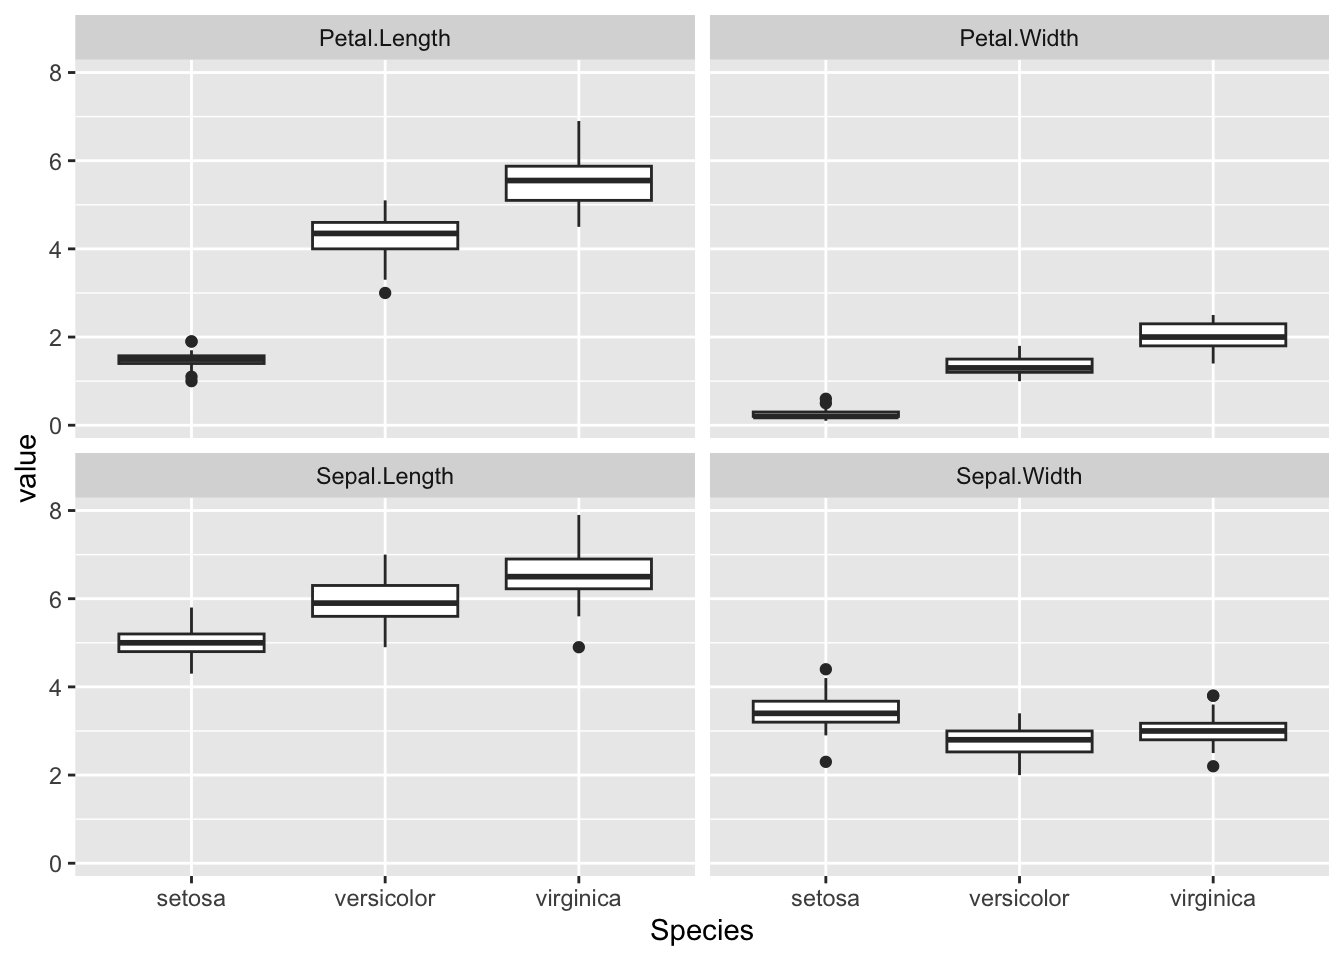 Petal.Length
Petal.Width
8
6
4
2
0
value
Sepal.Length
Sepal.Width
8
6
4
2
0
setosa
versicolor
virginica
setosa
versicolor
virginica
Species